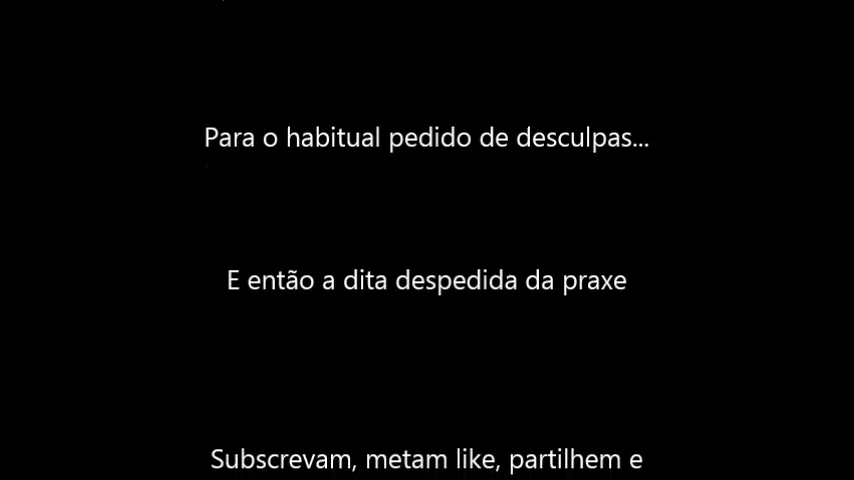 Para o habitual pedido de desculpas...
E então a dita despedida da praxe
Subscrevam, metam like, partilhem e